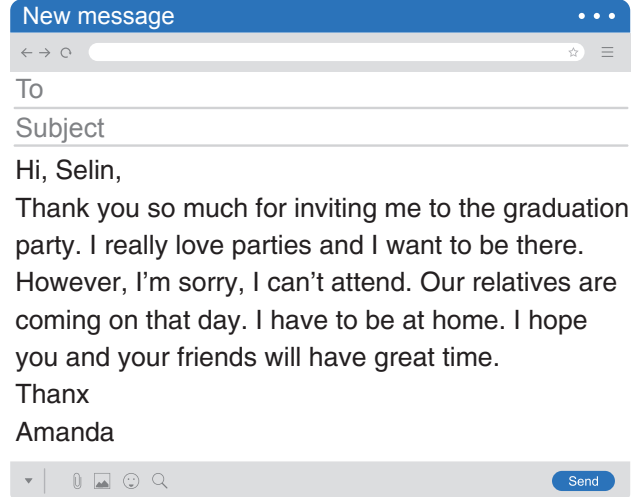 New message
To
Subject
Hi, Selin,
Thank you so much for inviting me to the graduation
party. I really love parties and I want to be there.
However, I’m sorry, I can’t attend. Our relatives are
coming on that day. I have to be at home. I hope
you and your friends will have great time.
Thanx
Amanda
Send